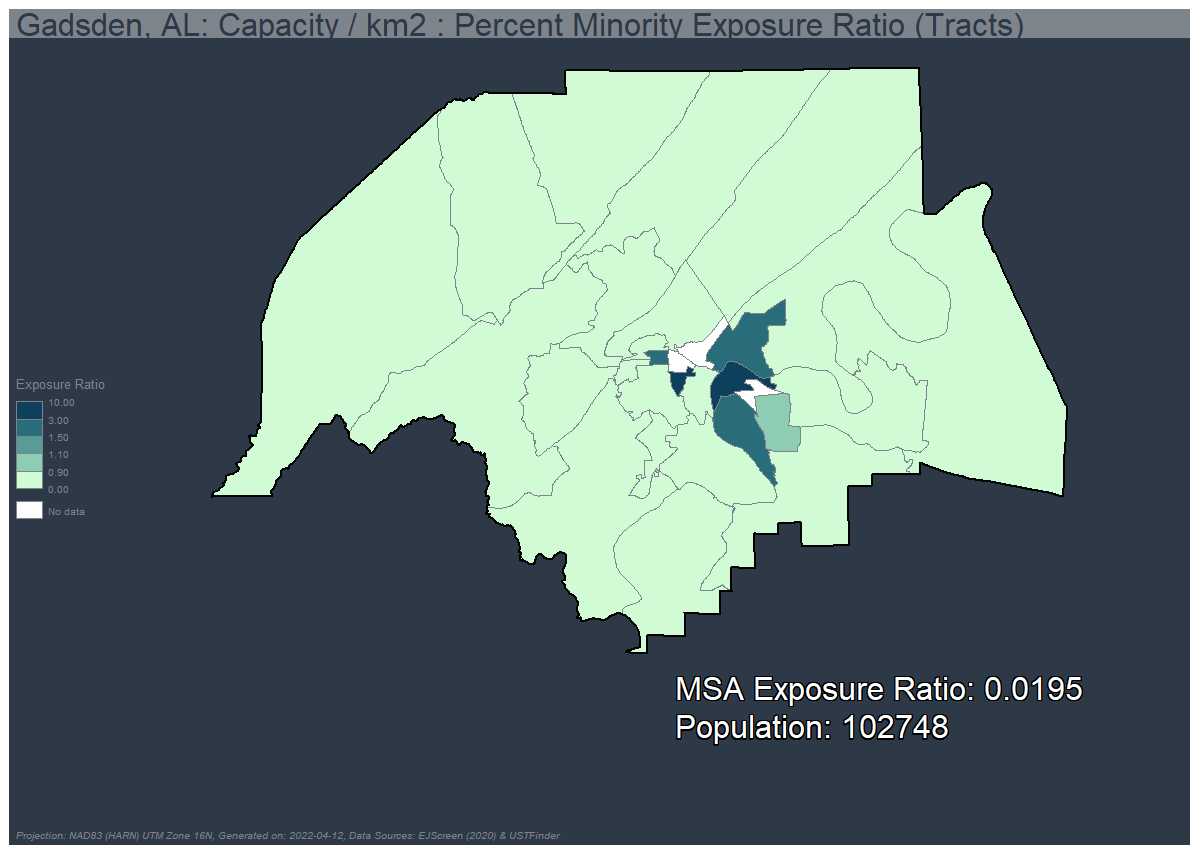 Gadsden, AL: Capacity / km2 : Percent Minority Exposure Ratio (Tracts)
Exposure Ratio
10.00
3.00
1.50
1.10
0.90
0.00
No data
MSA Exposure Ratio: 0.0195
Population: 102748
Projection: NAD83 (HARN) UTM Zone 16N, Generated on: 2022-04-12, Data Sources: EJScreen (2020) & USTFinder